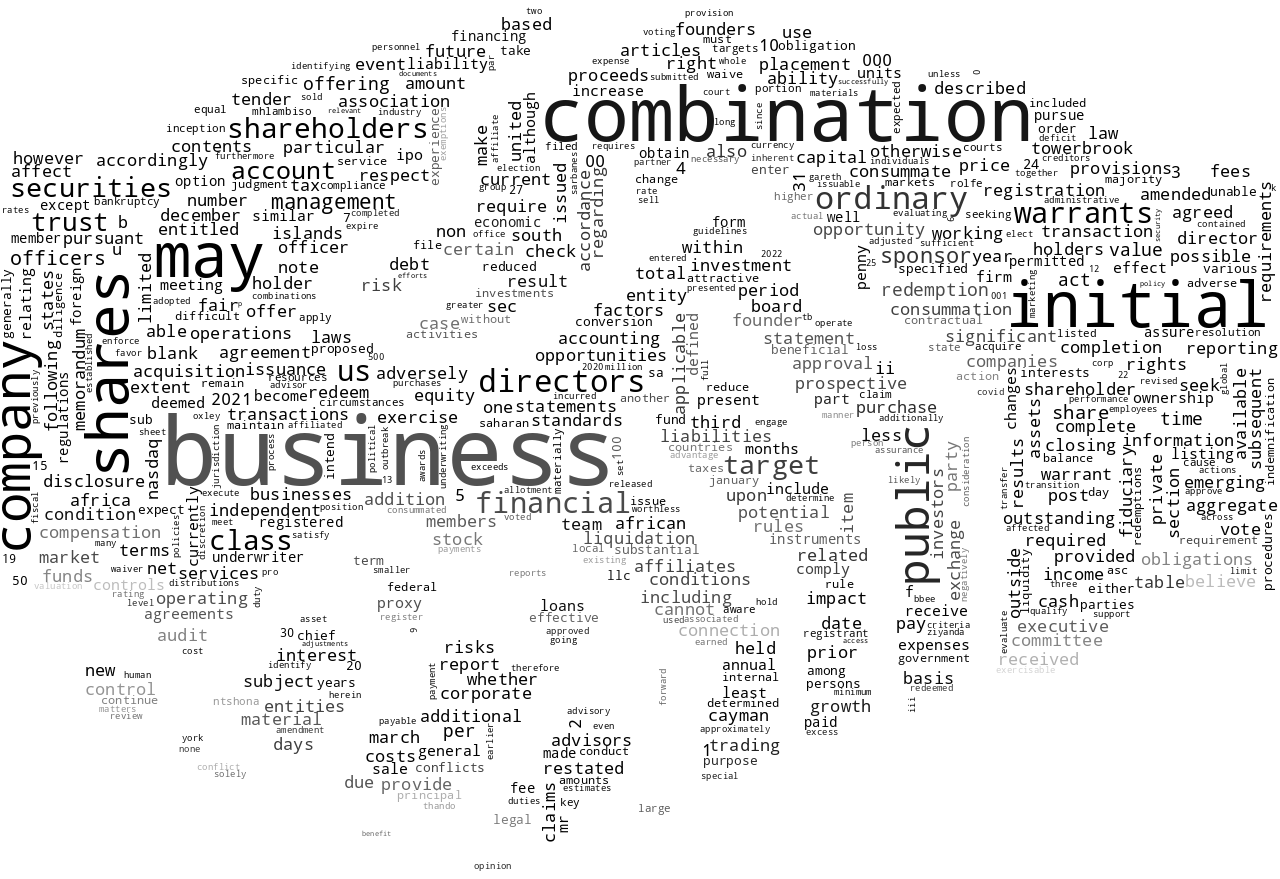 two
provision
based
voting founders
financing
must
use
personnel
future
take
articles
targets 10 obligation
identifying
event liability par
expense
right whole
placement 000
documents
proceeds submitted waive
ability successfully
units
unless 0
specific offering amount
increase
court
portion
materials
described
tender sold association
equal
mhlambiso
relevant industry
combination
long
since
expected
included
pursue
inception shareholders
experience
exemptions
make
affiliate
united
although
filed
requires
currency
order deficit law
contents particular
obtain also
necessary
capital
otherwise courts
towerbrook
however accordingly
furthermore
service ipo
election
sarbanes
00
partner
inherent
individuals
creditors
affect
account
respect
current
4
enter
gareth
consummate
price 24
together
provisions 3 fees
securities option
judgment tax compliance
group 27
issued
regarding
change
31
issuable
markets rolfe
registration
majority
amended unable
rates except bankruptcy number
management
require
rate
sell
higher ordinary
evaluating seeking
administrative
requirements
trust b december similar 7 completed
economic
accordance
form
actual well
working elect
warrants agreed
security
contained
member pursuant entitled islands expire
non office south
guidelines
opportunity
transaction
director
officers u may officer
file certain check
within entered 2022
penny
adjusted sufficient
sponsor year
holders value possible
generally
relating
states
diligence
foreign
limited
meeting note
debt
reduced
result
total investment
25
specified firm
permitted 12 effect various
subsequent
adopted combinations holder
risk efforts
investments
attractive
entity presented period
redemption 001
marketing
act policy adverse
difficult fair p offer apply
greater sec
factors board
consummation
initial
able operations laws
case without
activities
conversion
applicable
defined
founder tb operate
contractual
significant listed
assure resolution
enforce
favor
blank agreement proposed 500
accounting
statement
beneficial loss
state acquire completion reporting
company
previously
following
regulations
memorandum
established
shares
acquisition issuance resources
us adversely
opportunities
full
approval ii
companies corp rights
extent remain advisor redeem purchases
directors
2020 million sa
reduce
prospective claim
action
covid
changes
interests 22 revised seek
available
global
deemed 2021 become circumstances equity
incurred another
present
part
manner purchase
shareholder
performance employees ownership
indemnification
sub transactions affiliated exercise
one statements
fund third engage
additionally
assets
share
complete time
sheet
oxley maintain
saharan standards
liabilities
less
person
closing information
15
nasdaq
business
jurisdiction
process
intend
political
outbreak
13
awards
underwriting
exceeds
materially
set 100
countries months
advantage
assurance
public
party
consideration
results
transfer
warrant
cause listing
actions
disclosure
released
taxes target
likely
transition
fiduciary
redemptions
private
section
emerging
africa
execute businesses position
addition 5 financial
allotment
january
upon include
investors
post day
approve aggregate
fiscal
condition expect
currently
discretion
meet independent
consummated
voted
issue
worthless
determine
potential item
exchange
negatively
outstanding
across vote
compensation
policies
registered satisfy
members
team african
rules
affected
required requirement
procedures
19 market many terms
class
stock
payments
local
liquidation
substantial instruments
related
outside
liquidity
provided obligations
50 funds
waiver net
services pro
underwriter
term
existing
affiliates
comply
income asc
limit
valuation controls
distributions
smaller
reports
llc
conditions
rule
three either table believe
rating
level operating duty
federal
loans
including
hold
impact
f bbee
receive
evaluate
qualify cash parties
support
agreements
proxy
register
effective
cannot aware
used associated
date
registrant
pay criteria
ziyanda
executive
audit
asset
30 chief
adjustments
9
approved
going
connection
earned
access
prior
expenses
government
committee
cost
interest
risks
held
received
exercisable
new human
identify 20
report therefore
annual
internal
among
persons
basis
control
subject years
payment
whether
corporate
forward
least
minimum
redeemed
iii
continue
matters
review
ntshona
herein
entities
determined
growth
material
amendment
payable additional
advisory
even
2
cayman
approximately
paid
excess
york
none
days
march per
earlier
advisors
1 trading
costs general
made conduct
purpose
conflict
solely
sale conflicts
restated
special
due provide
fee
amounts
estimates
principal
thando
duties
claims
key
mr
large
legal
benefit
opinion